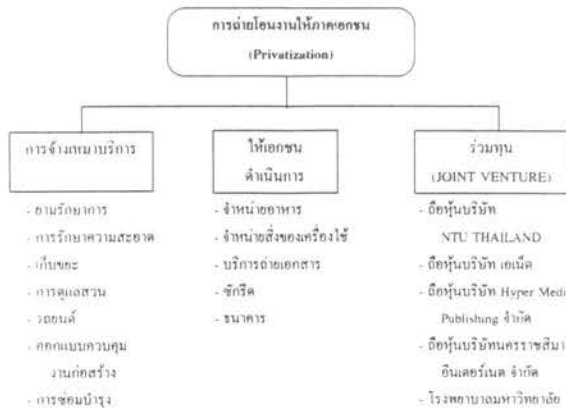 การถ่ายโอนงานให้ภาคเอกชน
(Privatization)
การจ้างเหมาบริการ
- ยามรักษาการ
- การรักษาความสะอาด
- เก็บขยะ
- การดูแลสวน
- รถยนต์
- ออกแบบควบคุม
งานก่อสร้าง
- การซ่อมบำรุง
ให้เอกชน
ดำเนินการ
- จำหน่ายอาหาร
- จำหน่ายสิ่งของเครื่องใช้
- บริการถ่ายเอกสาร
- ซักรีด
- ธนาคาร
ร่วมทุน
(JOINT VENTURE)
- ถือหุ้นบริษัท
NTU THAILAND
- ถือหุ้นบริษัท เอเน็ต
- ถือหุ้นบริษัท Hyper Medi
Publishing จำกัด
- ถือหุ้นบริษัทนครราชสีมา
อินเตอร์เนต จำกัด
- โรงพยาบาลมหาวิทยาลัย